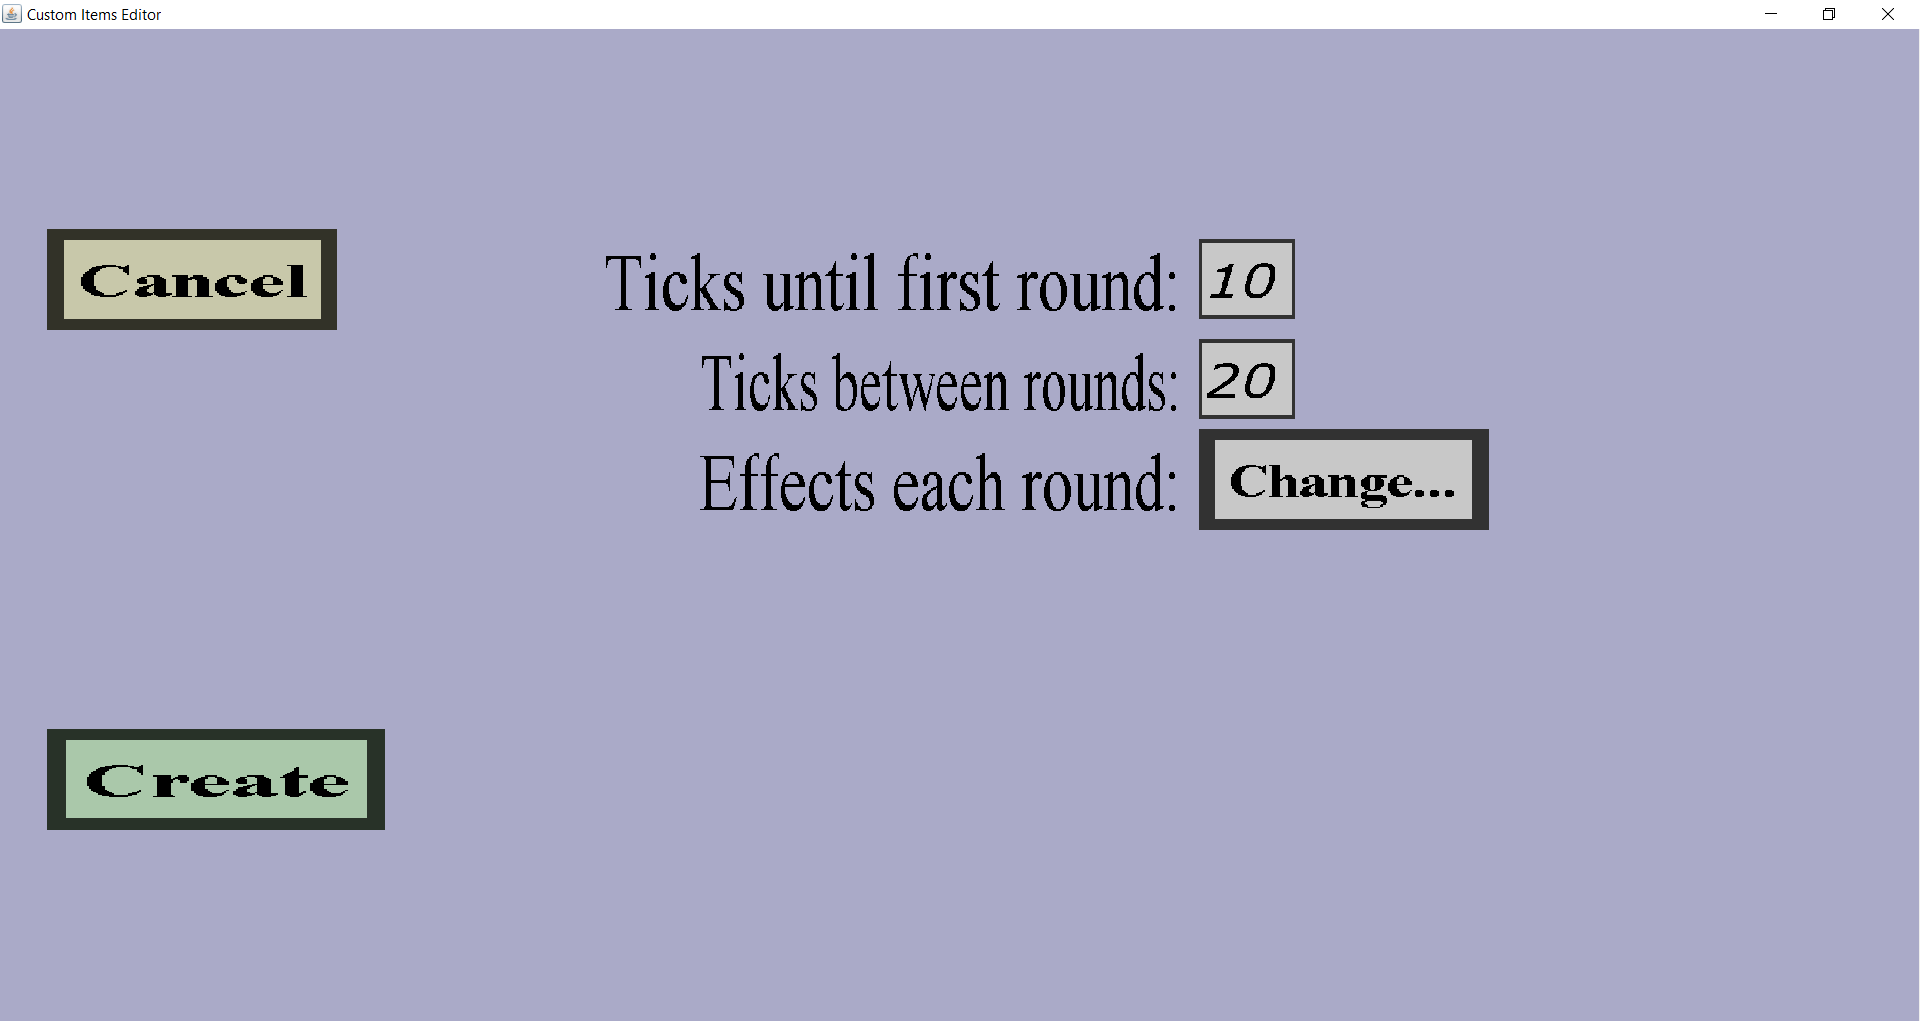 Custom Items Editor
Cancel
Ticks until first round: 10
Ticks between rounds: 20
Effects each round: Change...
Create